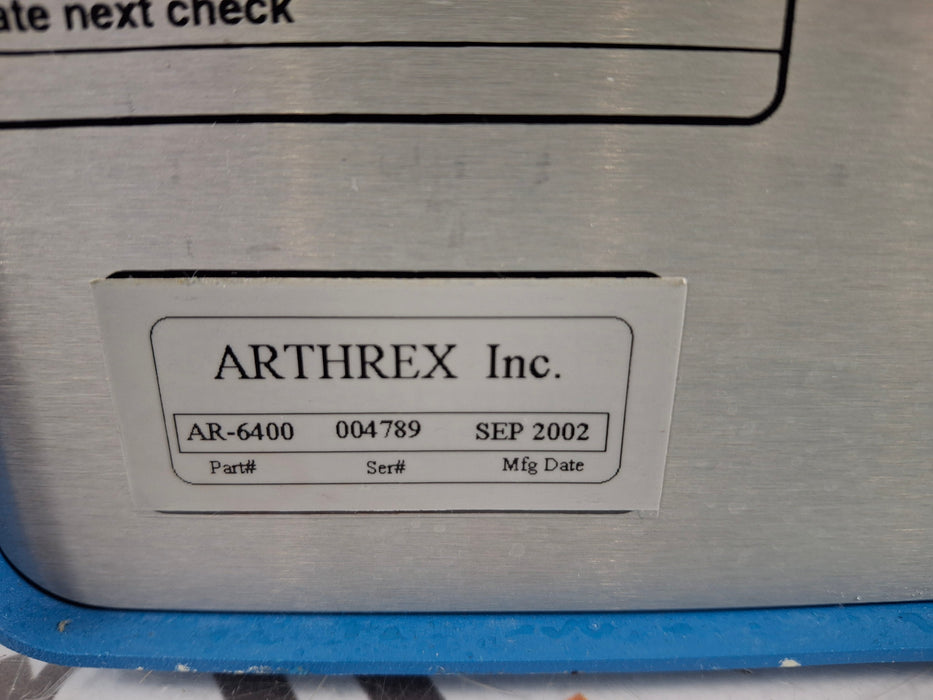 ate next check
ARTHREX Inc.
AR-6400 004789 SEP 2002
Part# Ser# Mfg Date